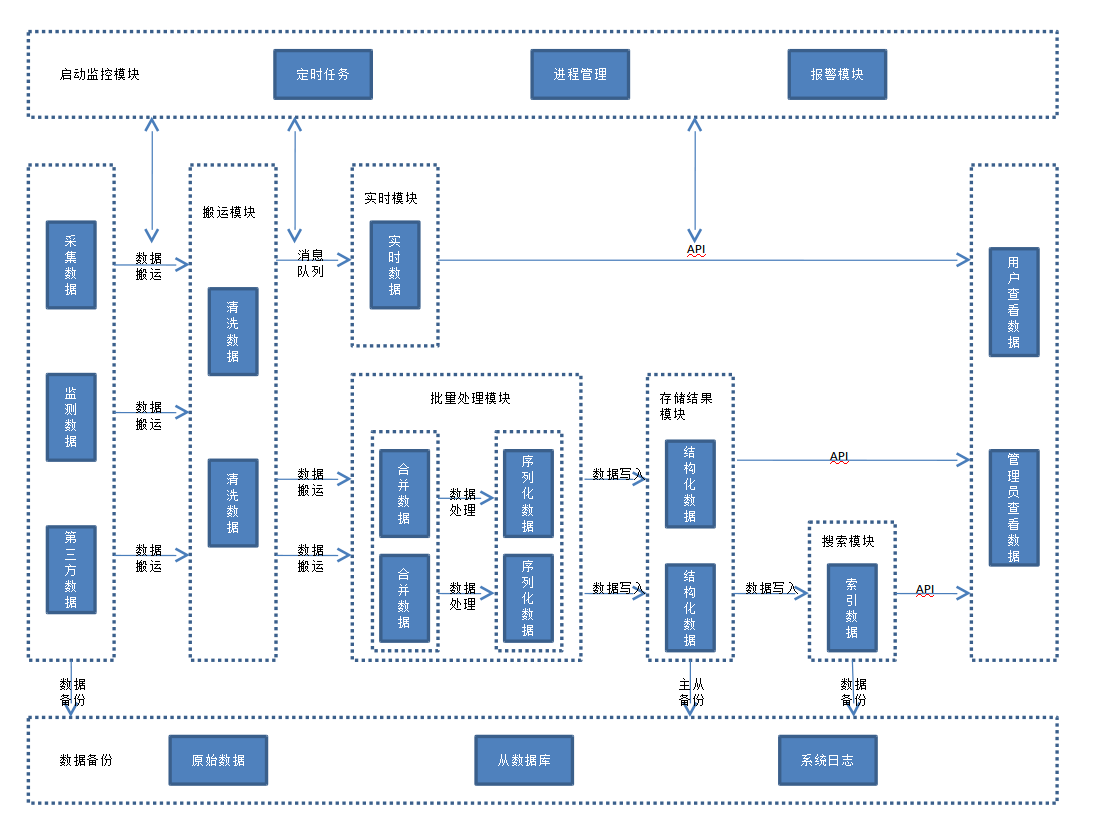 启动监控模块
定时任务
进程管理
报警模块
采集数据
监测数据
第三方数据
数据
搬运
数据
搬运
数据
搬运
搬运模块
清洗数据
清洗数据
消息
队列
数据
搬运
数据
搬运
实时模块
实时数据
API
批量处理模块
合并数据
合并数据
数据
处理
数据
处理
序列化数据
序列化数据
数据写入
数据写入
存储结果
模块
结构化数据
结构化数据
API
数据写入
搜索模块
索引数据
API
用户查看数据
管理员查看数据
数据
备份
主从
备份
数据
备份
数据备份
原始数据
从数据库
系统日志